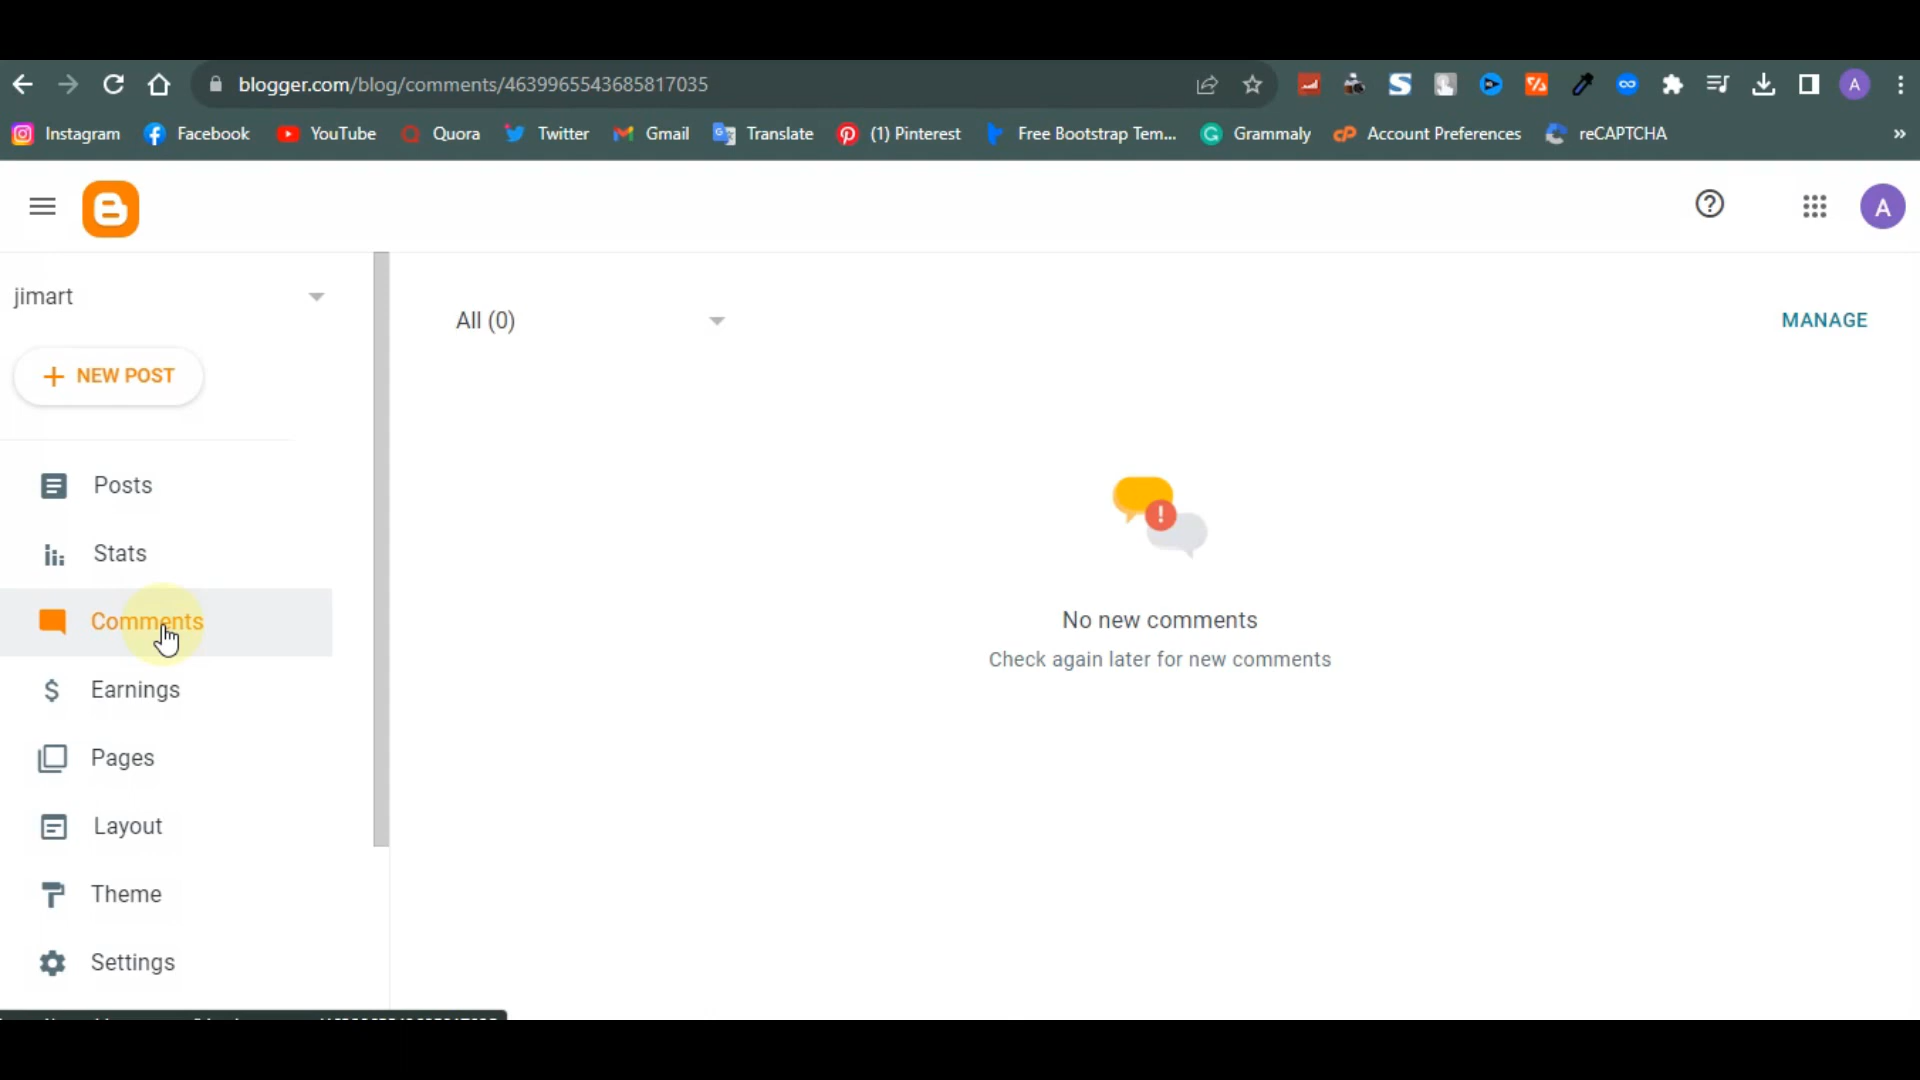 blogger.com/blog/comments/4639965543685817035
A
Instagram Facebook YouTube Quora Twitter Gmail Translate (1) Pinterest Free Bootstrap Tem... Grammaly Account Preferences reCAPTCHA »
A
jimart
All (0)
MANAGE
+ NEW POST
Posts
Stats
Comments
No new comments
Check again later for new comments
Earnings
Pages
Layout
Theme
Settings